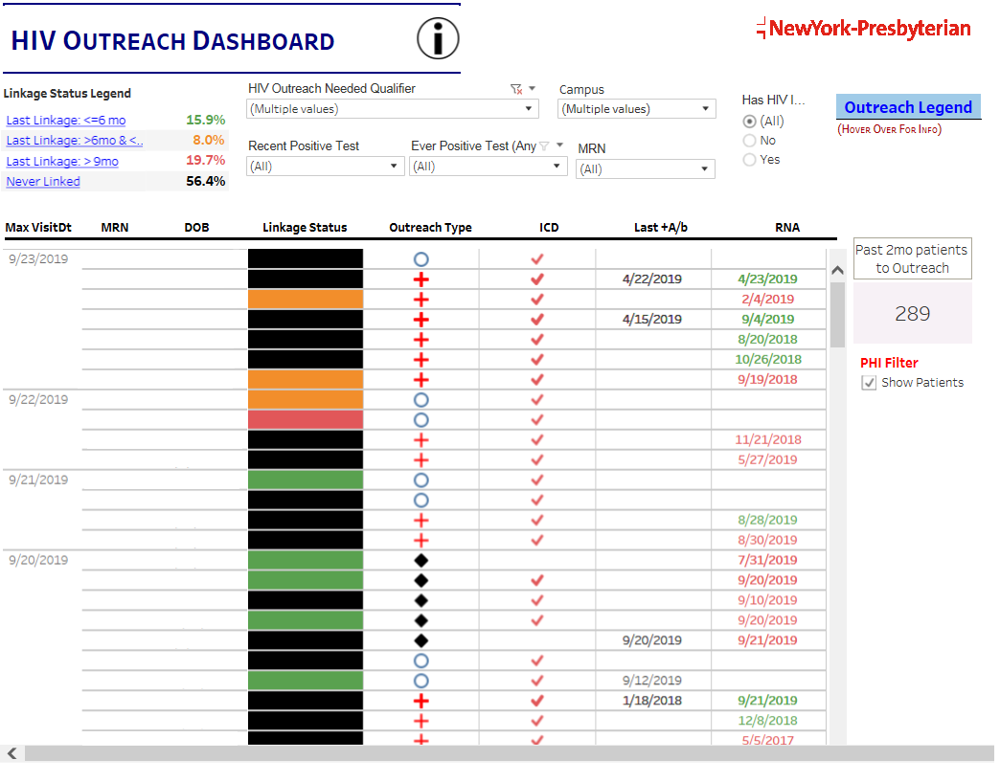 HIV OUTREACH DASHBOARD
i
NewYork-Presbyterian
Linkage Status Legend
Last Linkage: <=6 mo 15.9%
Last Linkage: >6mo & <.. 8.0%
Last Linkage: > 9mo 19.7%
Never Linked 56.4%
HIV Outreach Needed Qualifier
(Multiple values)
Campus
(Multiple values)
Recent Positive Test
(All)
Ever Positive Test (Any
(All)
MRN
(All)
Has HIV I...
(All)
No
Yes
Outreach Legend
(HOVER OVER FOR INFO)
Max VisitDt MRN DOB Linkage Status Outreach Type ICD Last +A/b RNA
9/23/2019
4/22/2019 4/23/2019
2/4/2019
4/15/2019 9/4/2019
8/20/2018
10/26/2018
9/19/2018
9/22/2019
11/21/2018
5/27/2019
9/21/2019
8/28/2019
8/30/2019
9/20/2019 7/31/2019
9/20/2019
9/10/2019
9/20/2019
9/20/2019 9/21/2019
9/12/2019
1/18/2018 9/21/2019
12/8/2018
5/5/2017
Past 2mo patients
to Outreach
289
PHI Filter
Show Patients